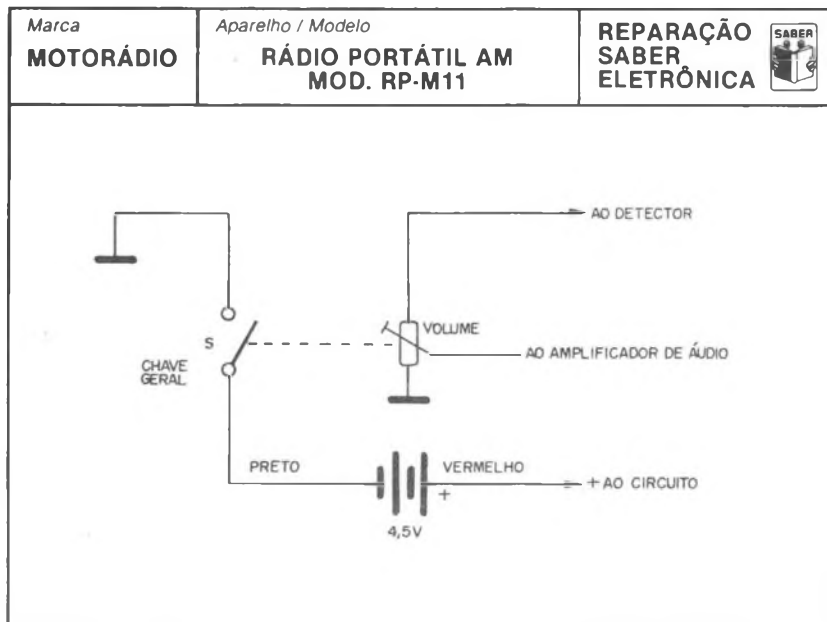 Marca
MOTORÁDIO
Aparelho / Modelo
RÁDIO PORTÁTIL AM
MOD. RP-M11
REPARAÇÃO
SABER
ELETRÔNICA
SABER
AO DETECTOR
VOLUME
S
CHAVE
GERAL
AO AMPLIFICADOR DE ÁUDIO
PRETO
VERMELHO
+
+ AO CIRCUITO
4,5V